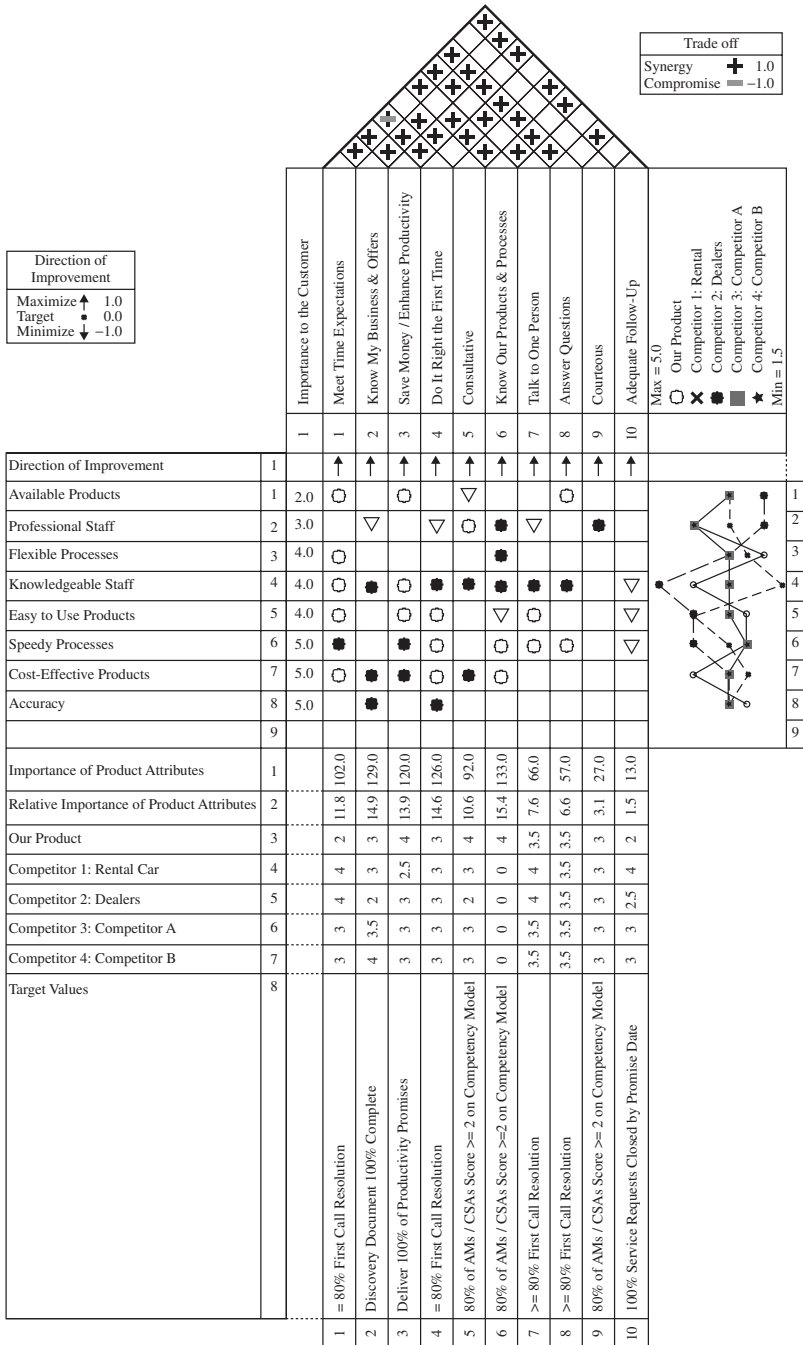 Trade off
Synergy 1.0
Compromise −1.0
Direction of
Improvement
Maximize 1.0
Target 0.0
Minimize −1.0
Importance to the Customer
Meet Time Expectations
Know My Business & Offers
Save Money / Enhance Productivity
Do It Right the First Time
Consultative
Know Our Products & Processes
Talk to One Person
Answer Questions
Courteous
Adequate Follow-Up
Max = 5.0
Our Product
Competitor 1: Rental
Competitor 2: Dealers
Competitor 3: Competitor A
Competitor 4: Competitor B
Min = 1.5
1 1 2 3 4 5 6 7 8 9 10
Direction of Improvement 1
Available Products 1 2.0 1
Professional Staff 2 3.0 2
Flexible Processes 3 4.0 3
Knowledgeable Staff 4 4.0 4
Easy to Use Products 5 4.0 5
Speedy Processes 6 5.0 6
Cost-Effective Products 7 5.0 7
Accuracy 8 5.0 8
9 9
Importance of Product Attributes 1 102.0 129.0 120.0 126.0 92.0 133.0 66.0 57.0 27.0 13.0
Relative Importance of Product Attributes 2 11.8 14.9 13.9 14.6 10.6 15.4 7.6 6.6 3.1 1.5
Our Product 3 2 3 4 3 4 4 3.5 3.5 3 2
Competitor 1: Rental Car 4 4 3 2.5 3 3 0 4 3.5 3 4
Competitor 2: Dealers 5 4 2 3 3 2 0 4 3.5 3 2.5
Competitor 3: Competitor A 6 3 3.5 3 3 3 0 3.5 3.5 3 3
Competitor 4: Competitor B 7 3 4 3 3 3 0 3.5 3.5 3 3
Target Values 8
= 80% First Call Resolution
Discovery Document 100% Complete
Deliver 100% of Productivity Promises
= 80% First Call Resolution
80% of AMs / CSAs Score >= 2 on Competency Model
80% of AMs / CSAs Score >=2 on Competency Model
>= 80% First Call Resolution
>= 80% First Call Resolution
80% of AMs / CSAs Score >= 2 on Competency Model
100% Service Requests Closed by Promise Date
1 2 3 4 5 6 7 8 9 10